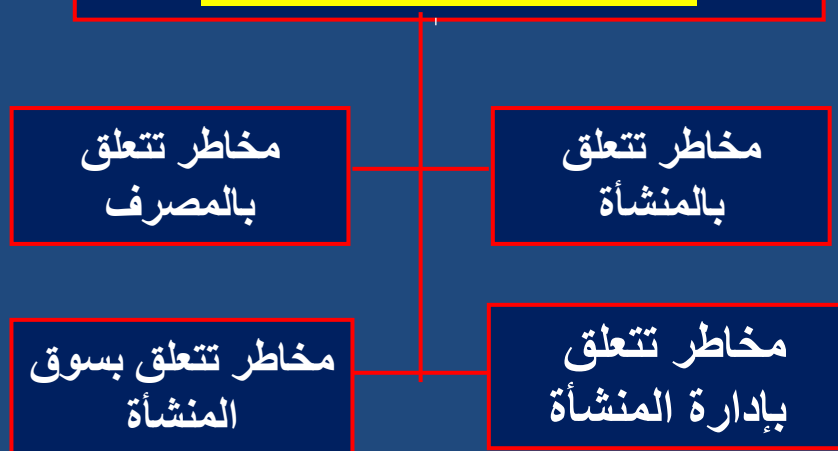 مخاطر تتعلق
بالمنشأة
مخاطر تتعلق
بالمصرف
مخاطر تتعلق
بإدارة المنشأة
مخاطر تتعلق بسوق
المنشأة